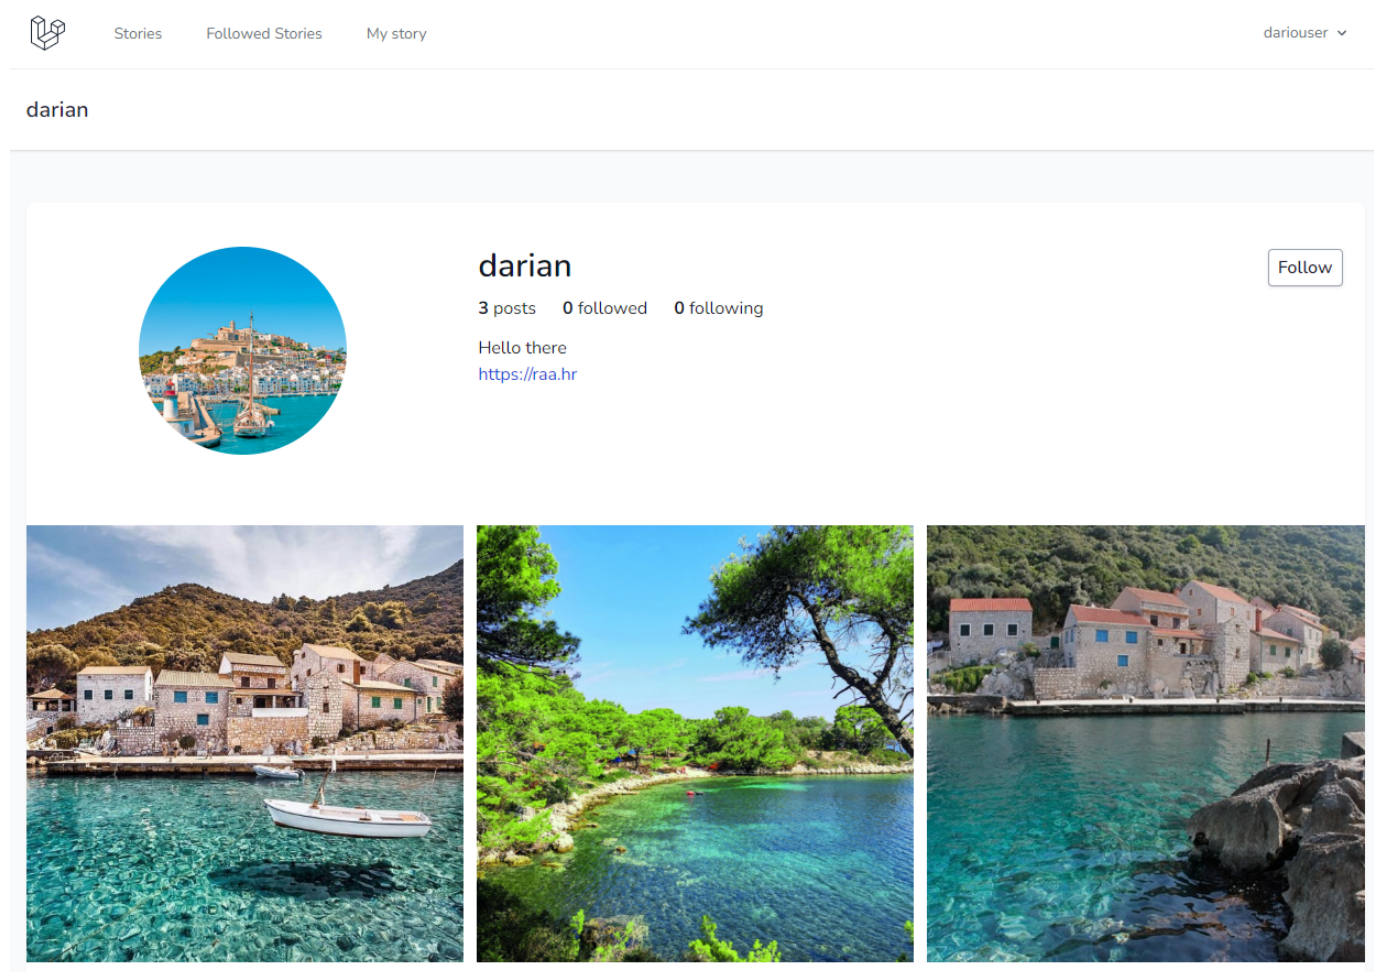 Stories Followed Stories My story dariouser
darian
darian
Follow
3 posts 0 followed 0 following
Hello there
https://raa.hr